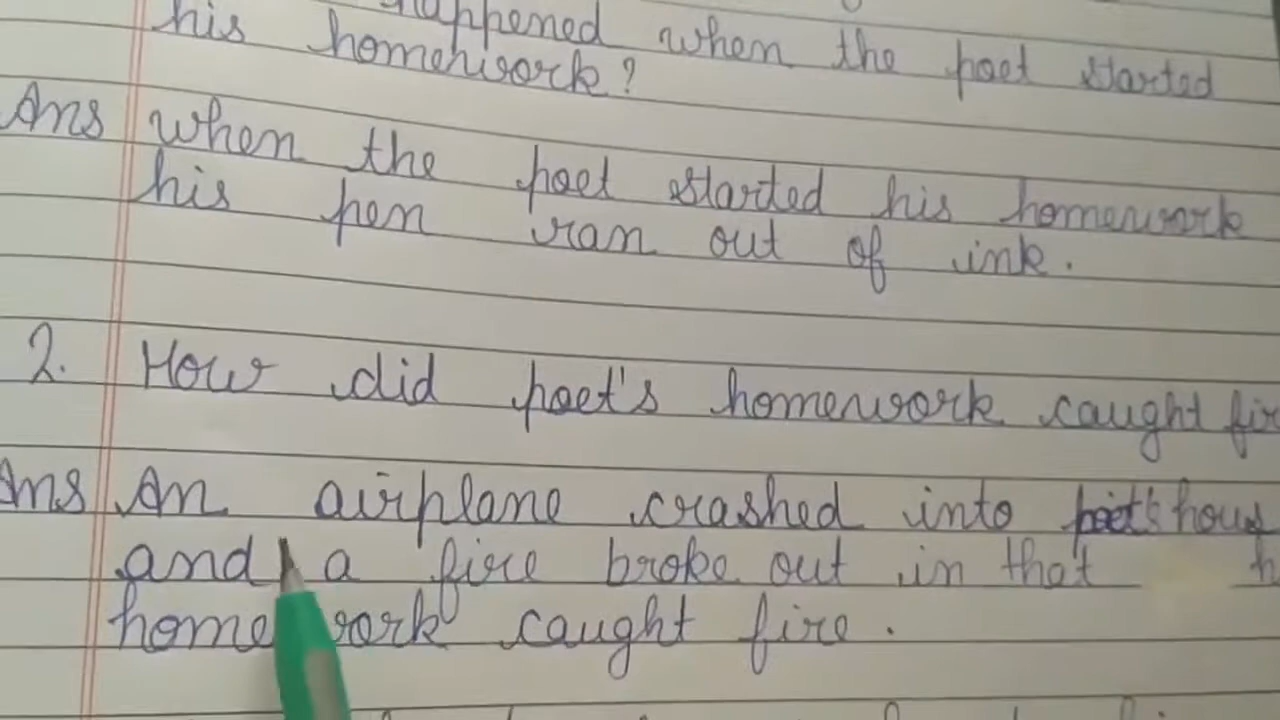 happened when the poet started
his homework?
Ans when the poet started his homework
his pen ran out of ink.
2. How did poet's homework caught
Ans An airplane crashed into poet's
and a fire broke out in that
homework caught fire.